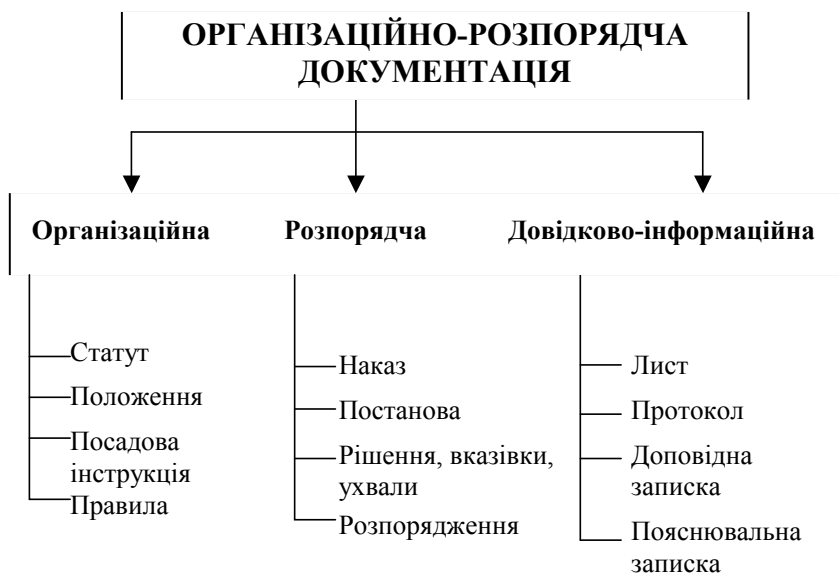 ОРГАНІЗАЦІЙНО-РОЗПОРЯДЧА
ДОКУМЕНТАЦІЯ
Організаційна
Розпорядча
Довідково-інформаційна
Статут
Положення
Посадова
інструкція
Правила
Наказ
Постанова
Рішення, вказівки,
ухвали
Розпорядження
Лист
Протокол
Доповідна
записка
Пояснювальна
записка